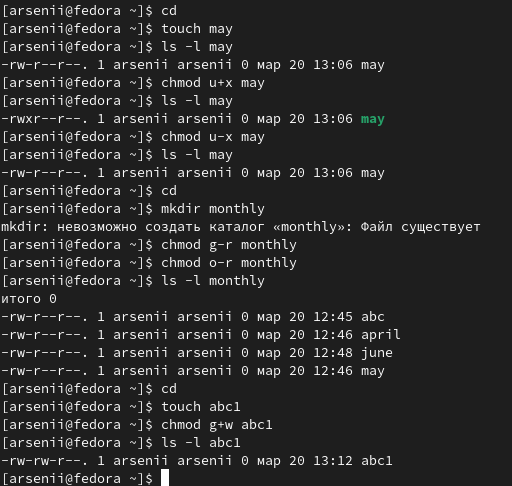 [arsenii@fedora ~]$ cd
[arsenii@fedora ~]$ touch may
[arsenii@fedora ~]$ ls -l may
-rw-r--r--. 1 arsenii arsenii 0 мар 20 13:06 may
[arsenii@fedora ~]$ chmod u+x may
[arsenii@fedora ~]$ ls -l may
-rwxr--r--. 1 arsenii arsenii 0 мар 20 13:06 may
[arsenii@fedora ~]$ chmod u-x may
[arsenii@fedora ~]$ ls -l may
-rw-r--r--. 1 arsenii arsenii 0 мар 20 13:06 may
[arsenii@fedora ~]$ cd
[arsenii@fedora ~]$ mkdir monthly
mkdir: невозможно создать каталог «monthly»: Файл существует
[arsenii@fedora ~]$ chmod g-r monthly
[arsenii@fedora ~]$ chmod o-r monthly
[arsenii@fedora ~]$ ls -l monthly
итого 0
-rw-r--r--. 1 arsenii arsenii 0 мар 20 12:45 abc
-rw-r--r--. 1 arsenii arsenii 0 мар 20 12:46 april
-rw-r--r--. 1 arsenii arsenii 0 мар 20 12:48 june
-rw-r--r--. 1 arsenii arsenii 0 мар 20 12:46 may
[arsenii@fedora ~]$ cd
[arsenii@fedora ~]$ touch abc1
[arsenii@fedora ~]$ chmod g+w abc1
[arsenii@fedora ~]$ ls -l abc1
-rw-rw-r--. 1 arsenii arsenii 0 мар 20 13:12 abc1
[arsenii@fedora ~]$